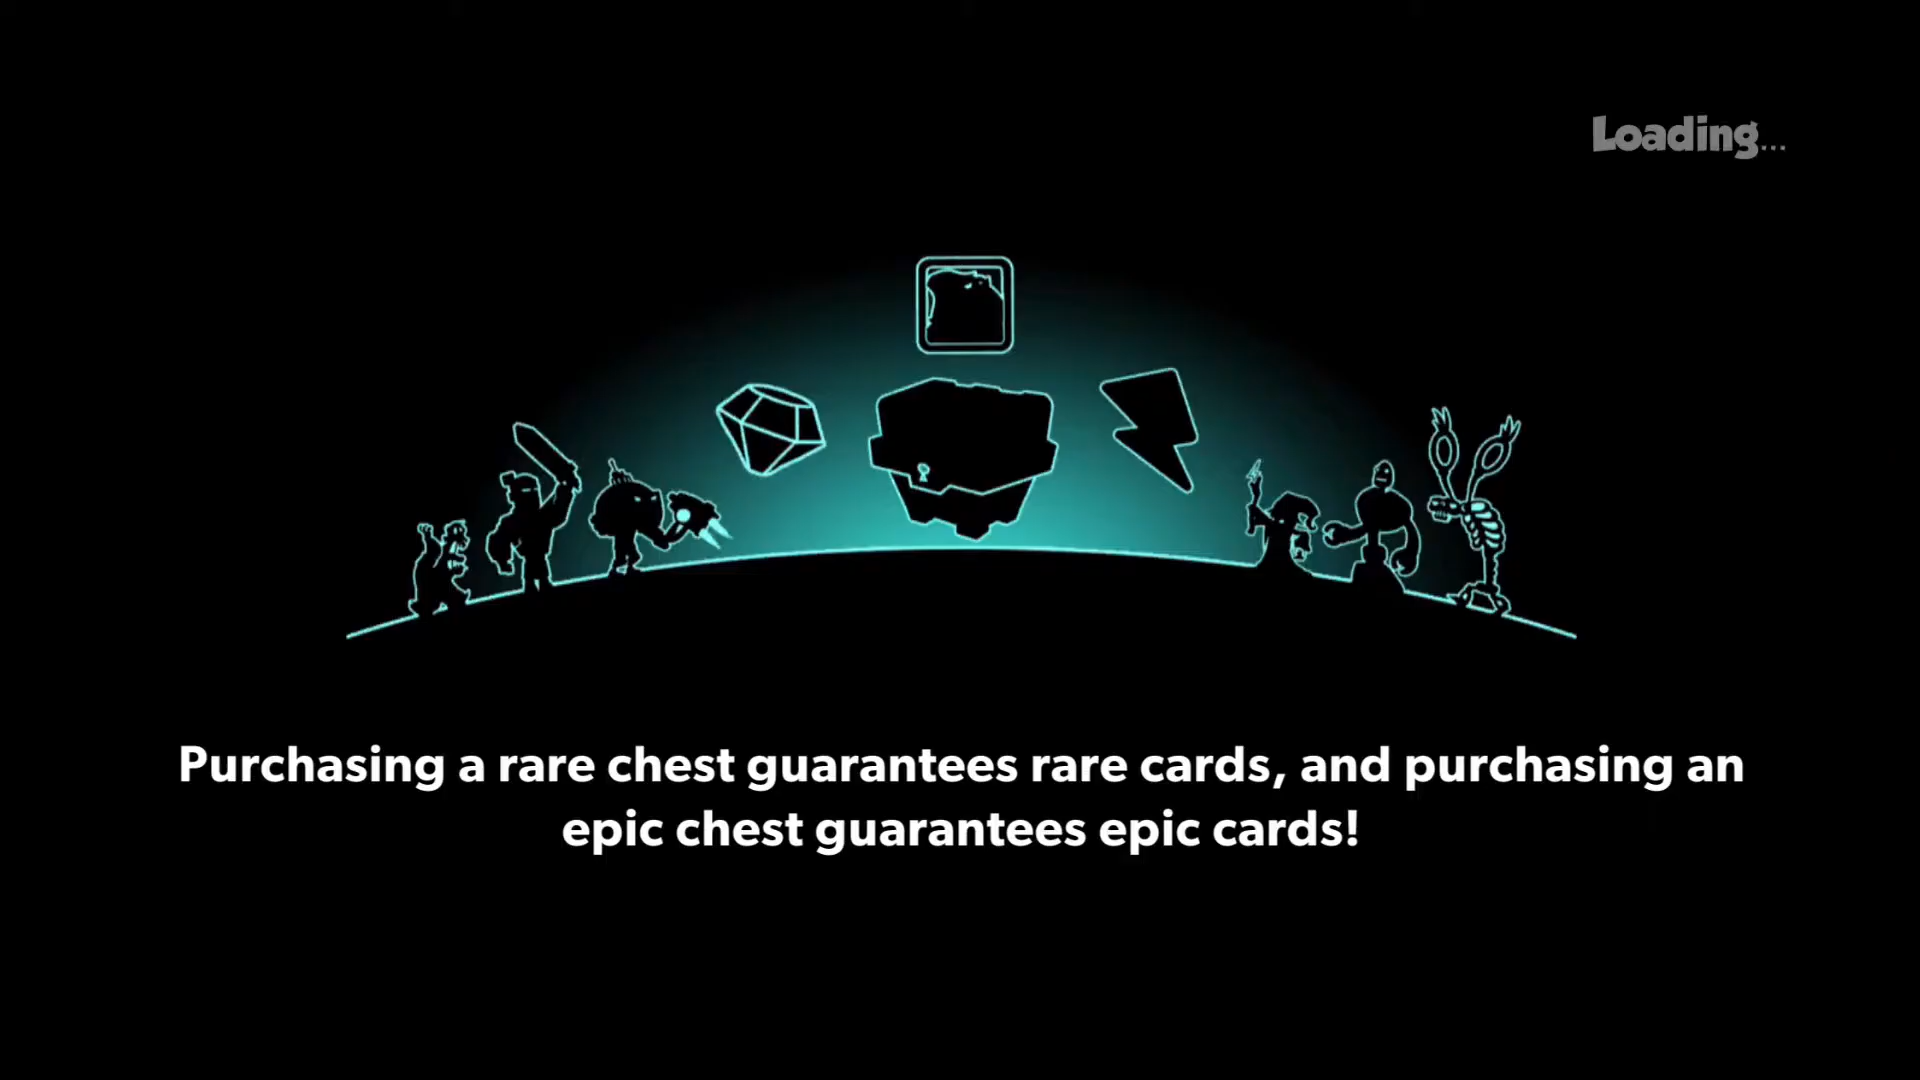 Loading...
Purchasing a rare chest guarantees rare cards, and purchasing an
epic chest guarantees epic cards!